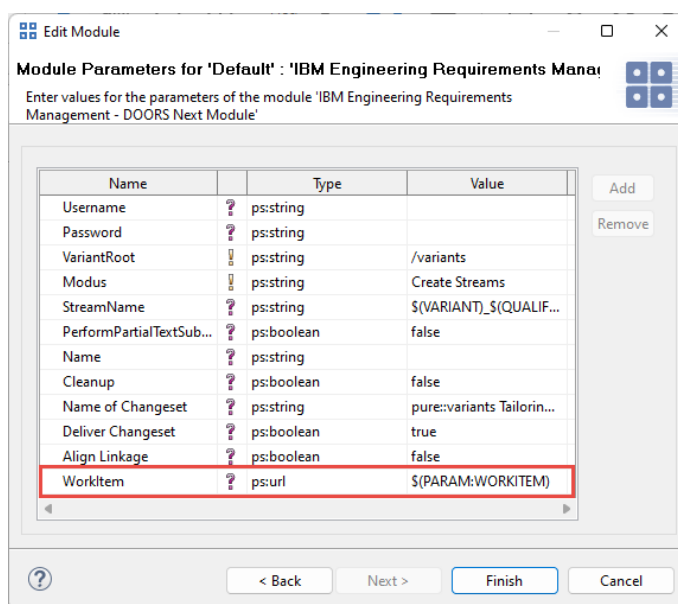 Edit Module
Module Parameters for 'Default' : 'IBM Engineering Requirements Mana
Enter values for the parameters of the module 'IBM Engineering Requirements
Management - DOORS Next Module'
Name Type Value
Username ? ps:string
Password ? ps:string
VariantRoot ! ps:string /variants
Modus ! ps:string Create Streams
StreamName ? ps:string $(VARIANT)_$(QUALIF...
PerformPartialTextSub... ? ps:boolean false
Name ? ps:string
Cleanup ? ps:boolean false
Name of Changeset ? ps:string pure::variants Tailorin...
Deliver Changeset ? ps:boolean true
Align Linkage ? ps:boolean false
WorkItem ? ps:url $(PARAM:WORKITEM)
Add
Remove
?
< Back Next > Finish Cancel